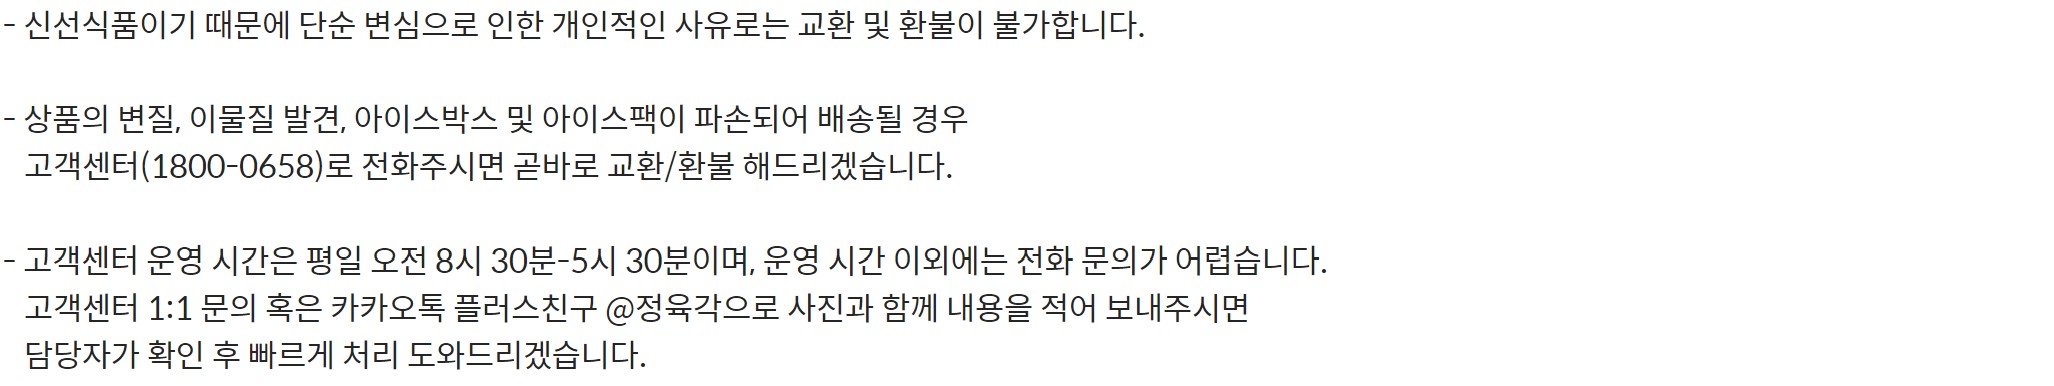 - 신선식품이기 때문에 단순 변심으로 인한 개인적인 사유로는 교환 및 환불이 불가합니다.
- 상품의 변질, 이물질 발견, 아이스박스 및 아이스팩이 파손되어 배송될 경우
고객센터(1800-0658)로 전화주시면 곧바로 교환/환불 해드리겠습니다.
- 고객센터 운영 시간은 평일 오전 8시 30분-5시 30분이며, 운영 시간 이외에는 전화 문의가 어렵습니다.
고객센터 1:1 문의 혹은 카카오톡 플러스친구 @정육각으로 사진과 함께 내용을 적어 보내주시면
담당자가 확인 후 빠르게 처리 도와드리겠습니다.